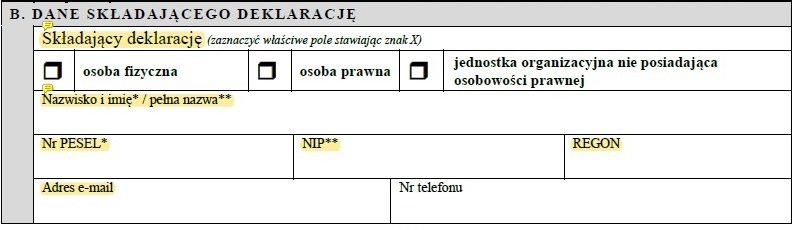 B. DANE SKŁADAJĄCEGO DEKLARACJĘ
Składający deklarację (zaznaczyć właściwe pole stawiając znak X)
osoba fizyczna
osoba prawna
jednostka organizacyjna nie posiadająca
osobowości prawnej
Nazwisko i imię* / pełna nazwa**
Nr PESEL*
NIP**
REGON
Adres e-mail
Nr telefonu